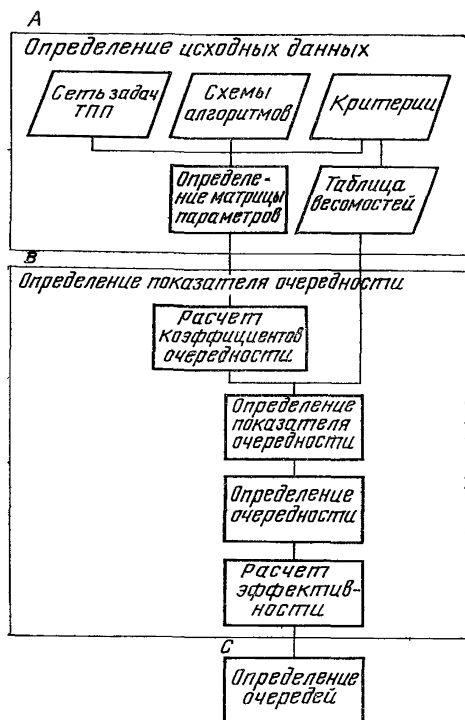 A
Определение исходных данных
Сеть задач
ТПП
Схемы
алгоритмов
Критерии
Определе-
ние матрицы
параметров
Таблица
весомостей
B
Определение показателя очередности
Расчет
коэффициентов
очередности
Определение
показателя
очередности
Определение
очередности
Расчет
эффектив-
ности
C
Определение
очередей